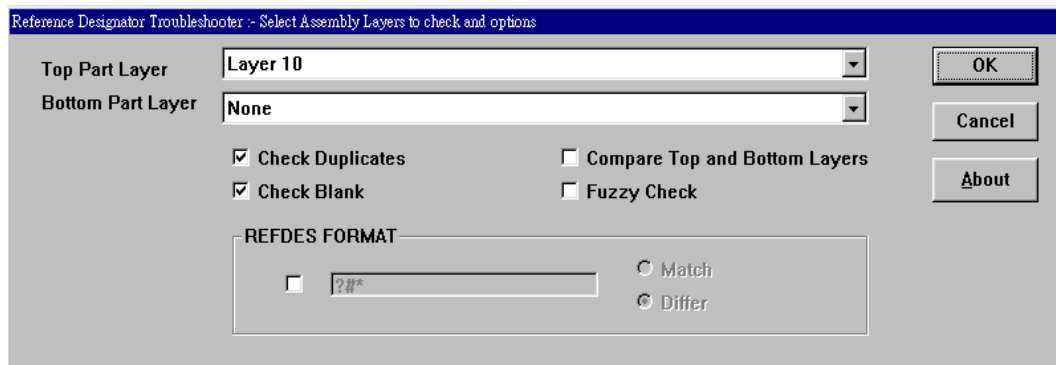 Reference Designator Troubleshooter :- Select Assembly Layers to check and options
Top Part Layer
Layer 10
OK
Bottom Part Layer
None
Cancel
Check Duplicates
Compare Top and Bottom Layers
About
Check Blank
Fuzzy Check
REFDES FORMAT
?#*
Match
Differ